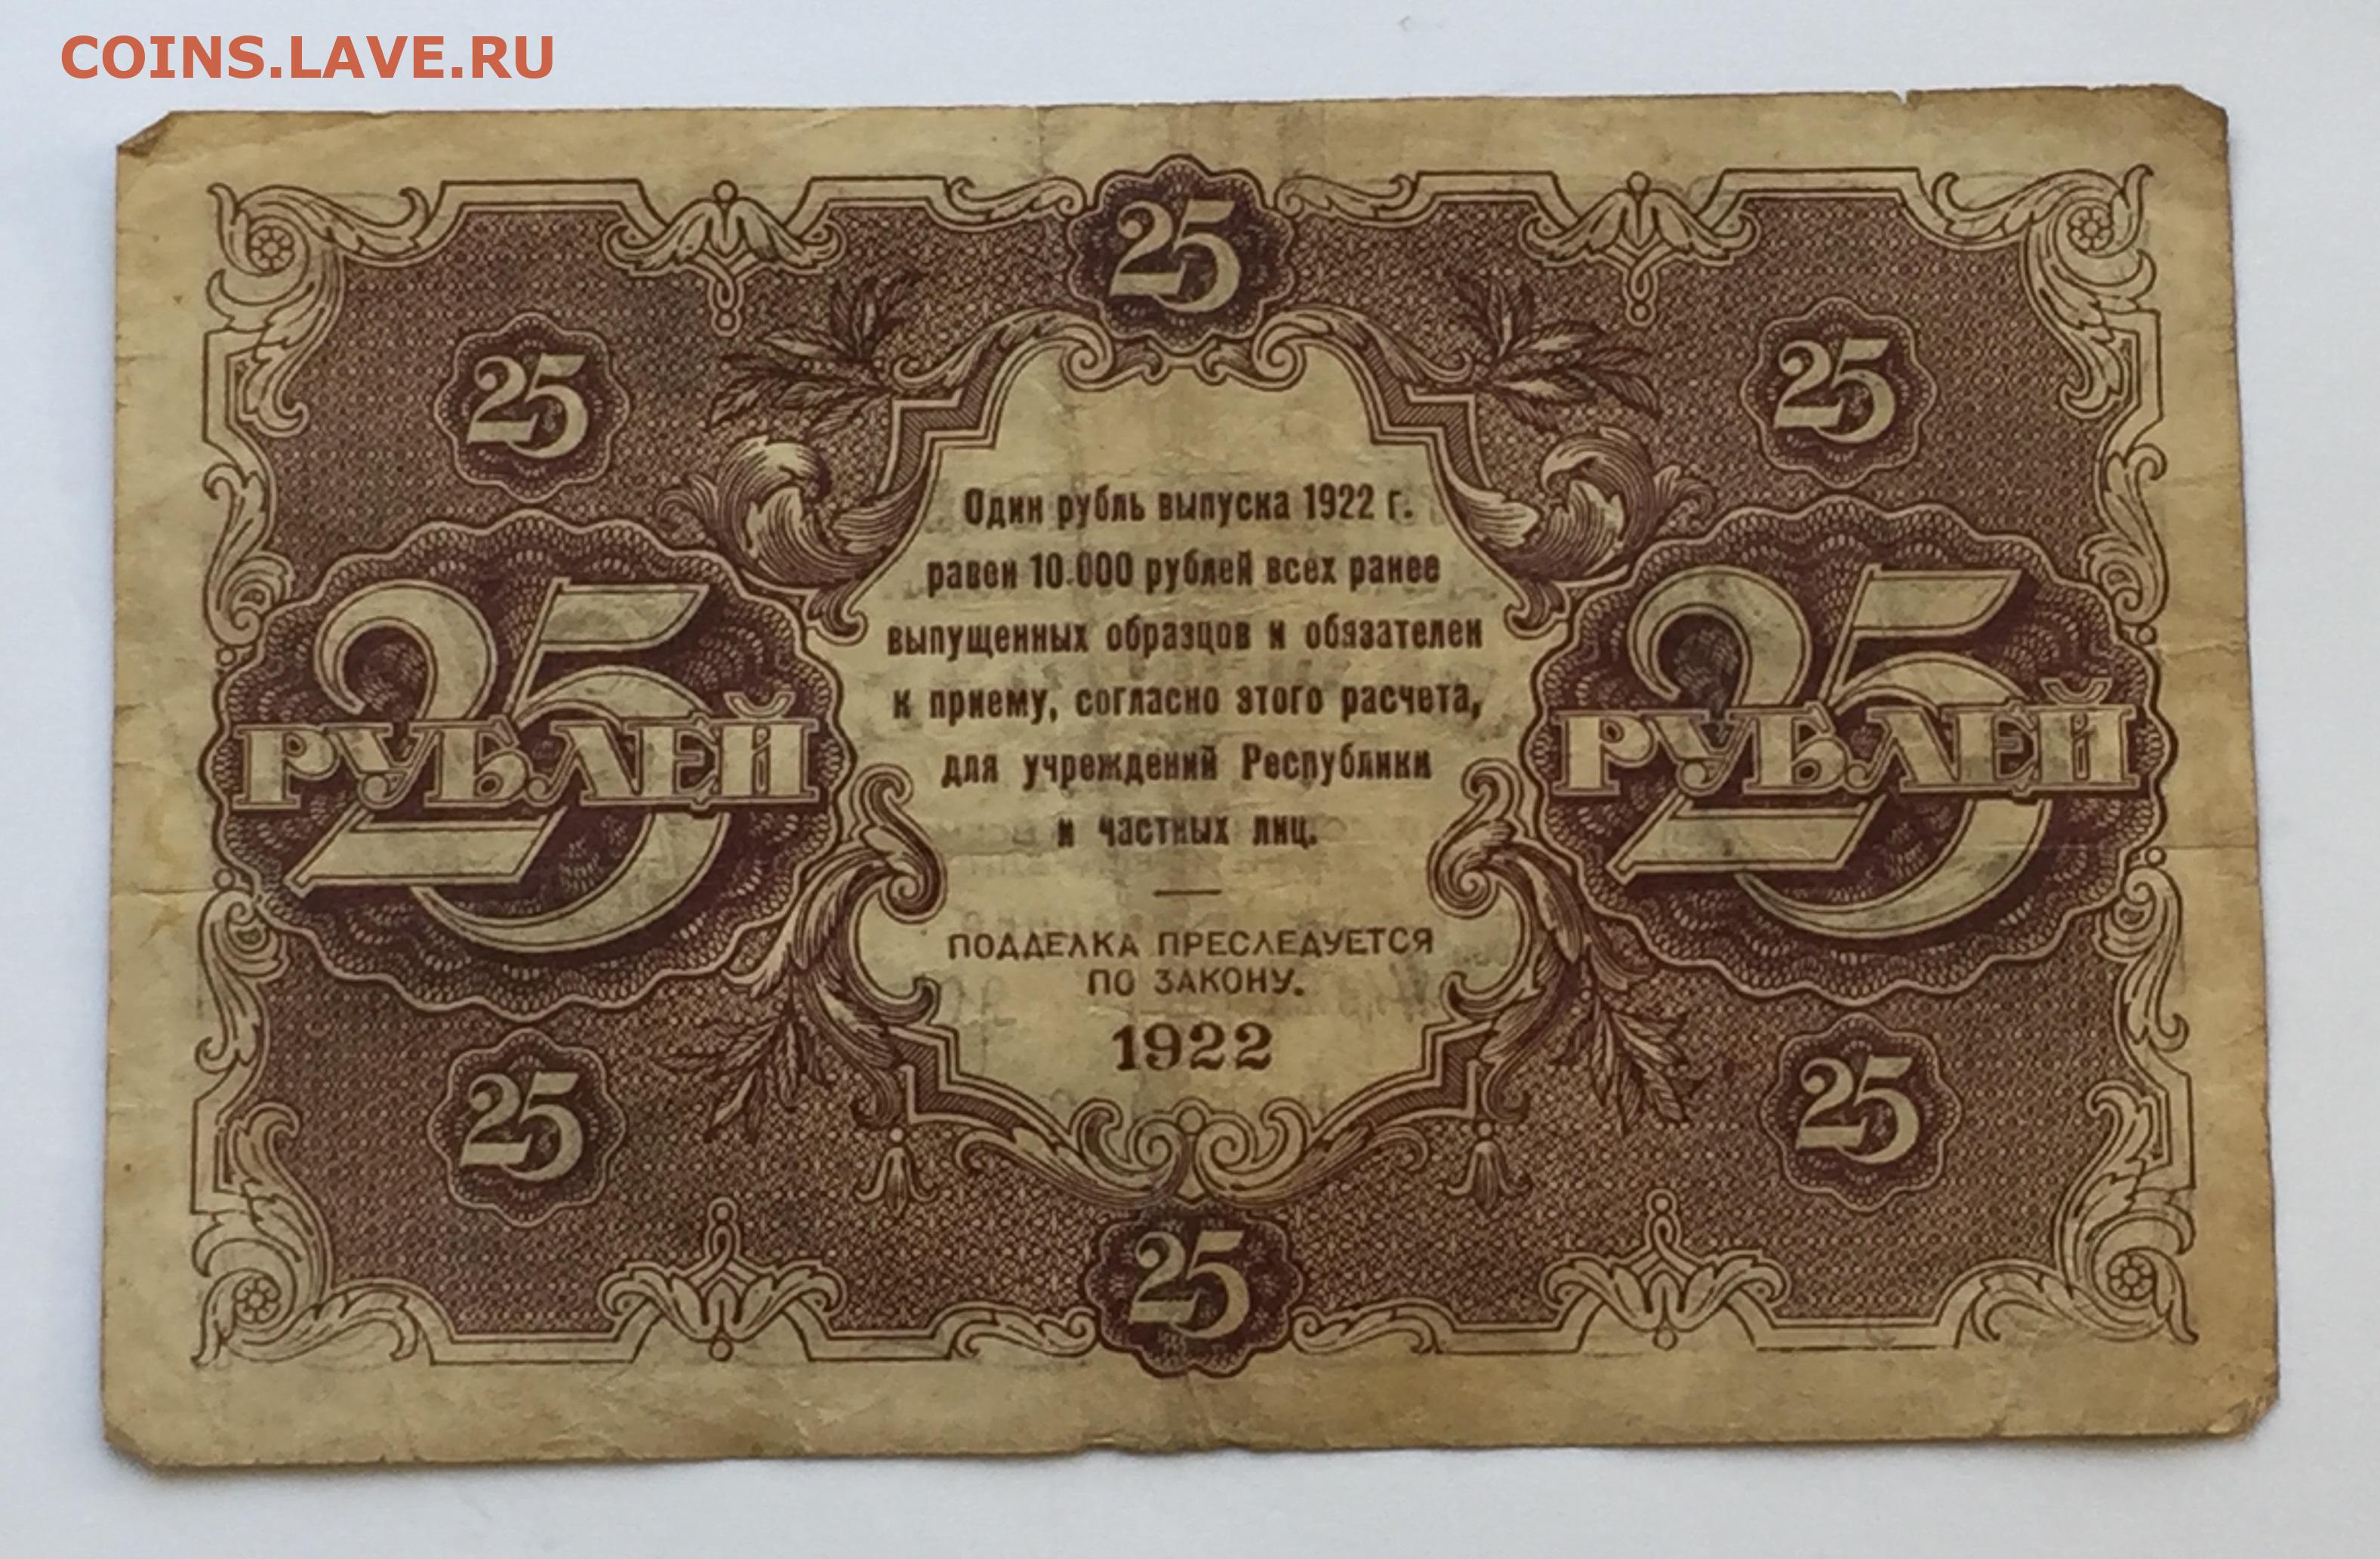 COINS.LAVE.RU
25
25
25
Один рубль выпуска 1922 г.
равен 10.000 рублей всех ранее
выпущенных образцов и обязателен
к приему, согласно этого расчета,
для учреждений Республики
и частных лиц.
25
РУБЛЕЙ
25
РУБЛЕЙ
ПОДДЕЛКА ПРЕСЛЕДУЕТСЯ
ПО ЗАКОНУ.
1922
25
25
25